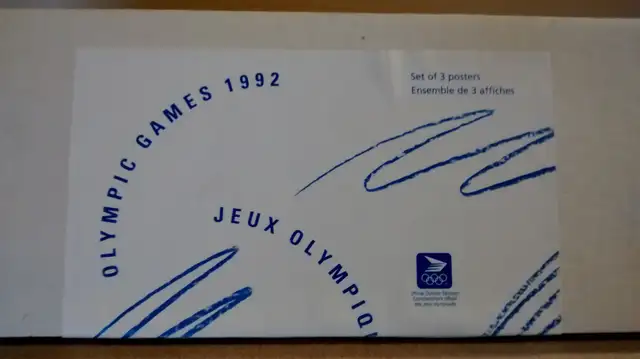 OLYMPIC GAMES 1992
Set of 3 posters
Ensemble de 3 affiches
JEUX OLYMPIQ